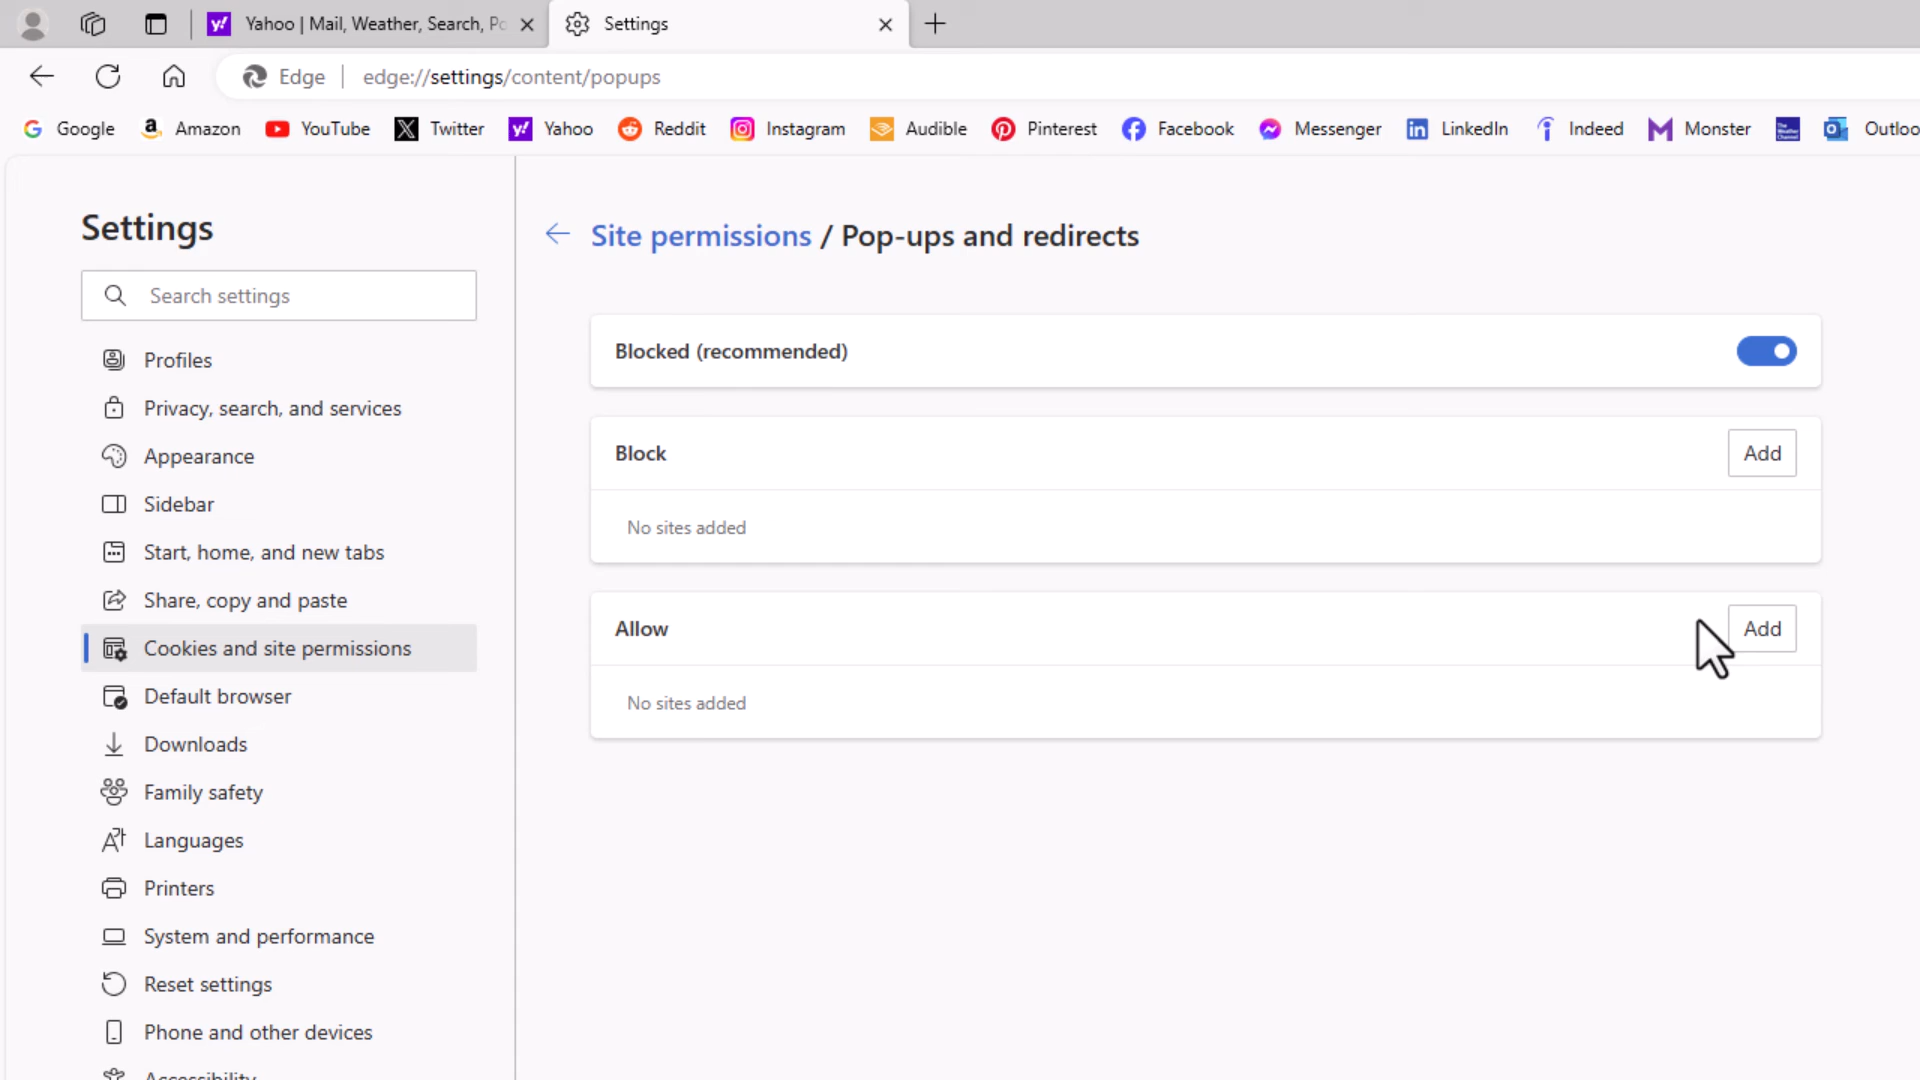 Yahoo | Mail, Weather, Search, Po
Settings
Edge | edge://settings/content/popups
Google Amazon YouTube Twitter Yahoo Reddit Instagram Audible Pinterest Facebook Messenger LinkedIn Indeed Monster Outloo
Settings
Search settings
Profiles
Privacy, search, and services
Appearance
Sidebar
Start, home, and new tabs
Share, copy and paste
Cookies and site permissions
Default browser
Downloads
Family safety
Languages
Printers
System and performance
Reset settings
Phone and other devices
Accessibility
Site permissions / Pop-ups and redirects
Blocked (recommended)
Block Add
No sites added
Allow Add
No sites added